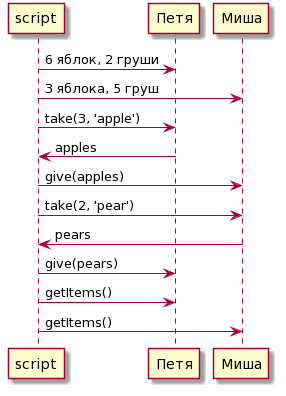 script Петя Миша
6 яблок, 2 груши
3 яблока, 5 груш
take(3, 'apple')
apples
give(apples)
take(2, 'pear')
pears
give(pears)
getItems()
getItems()
script Петя Миша